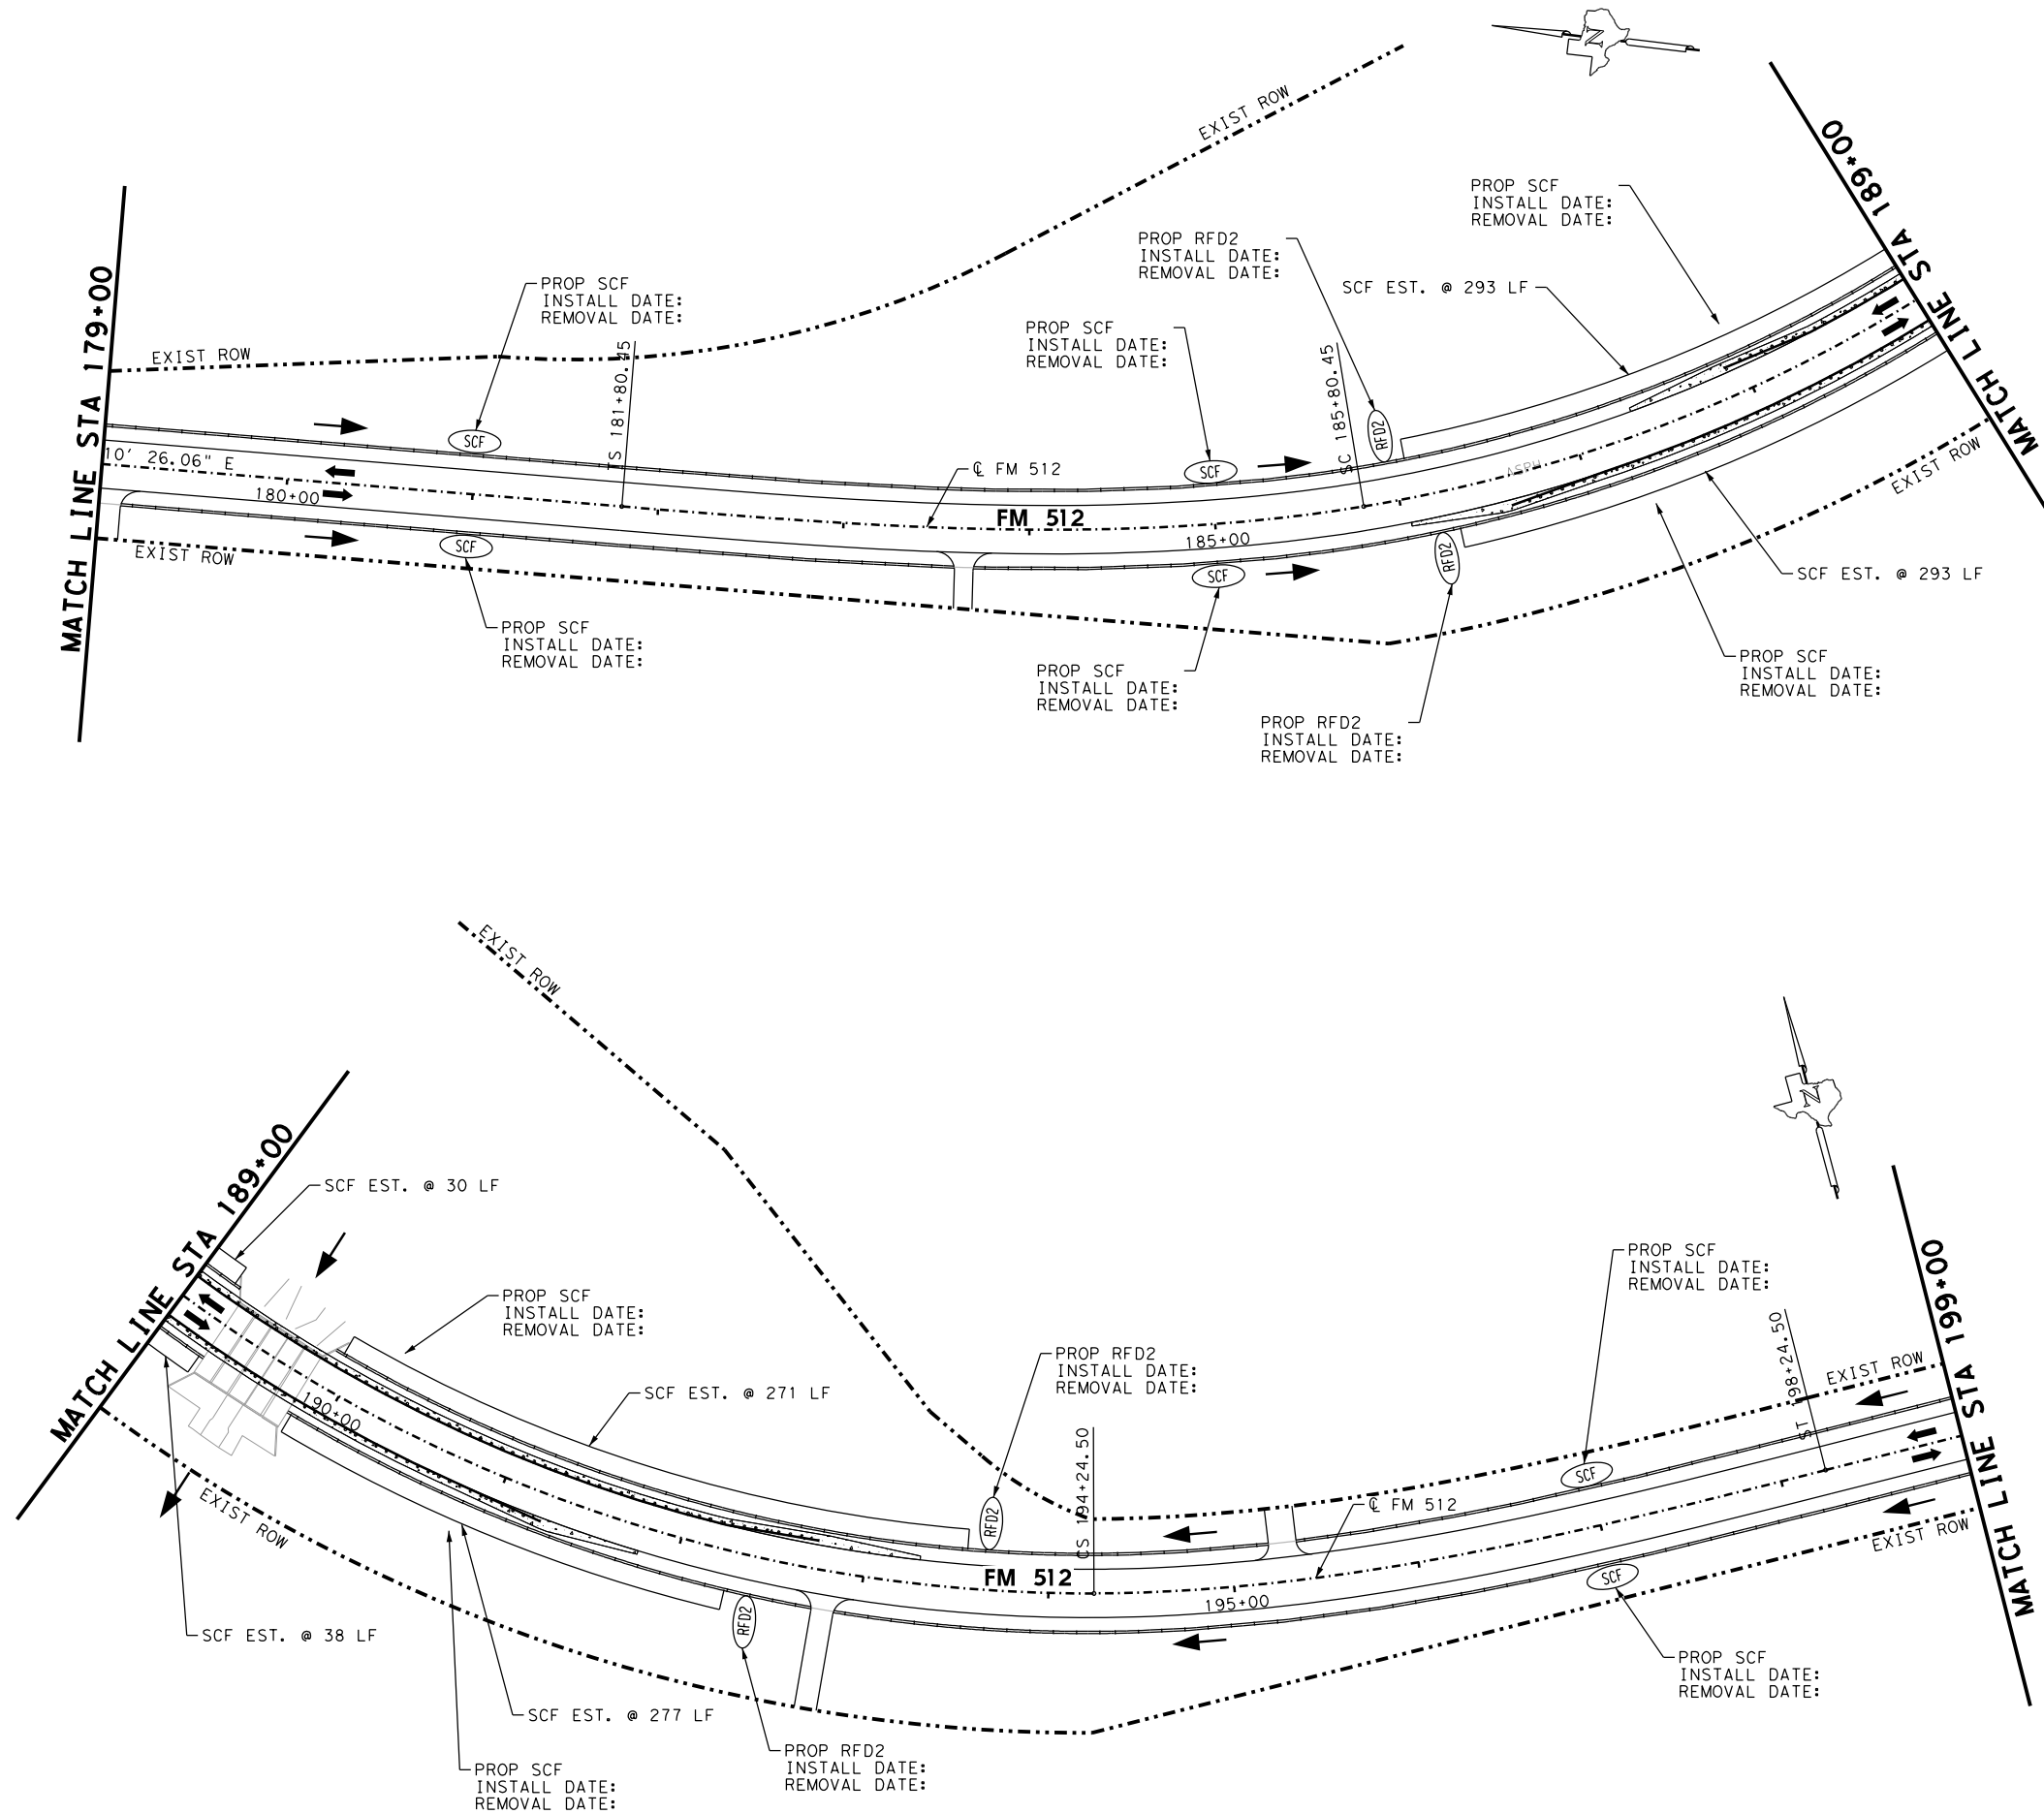 N
MATCH LINE STA 179+00
MATCH LINE STA 189+00
EXIST ROW
EXIST ROW
PROP SCF
INSTALL DATE:
REMOVAL DATE:
PROP RFD2
INSTALL DATE:
REMOVAL DATE:
PROP SCF
INSTALL DATE:
REMOVAL DATE:
SCF EST. @ 293 LF
PROP SCF
INSTALL DATE:
REMOVAL DATE:
TS 181+80.45
SC 185+80.45
SCF
SCF
RFD2
10' 26.06" E
180+00
℄ FM 512
FM 512
185+00
ASPH
EXIST ROW
EXIST ROW
SCF
SCF
RFD2
SCF EST. @ 293 LF
PROP SCF
INSTALL DATE:
REMOVAL DATE:
PROP SCF
INSTALL DATE:
REMOVAL DATE:
PROP RFD2
INSTALL DATE:
REMOVAL DATE:
PROP SCF
INSTALL DATE:
REMOVAL DATE:
EXIST ROW
N
MATCH LINE STA 189+00
MATCH LINE STA 199+00
SCF EST. @ 30 LF
PROP SCF
INSTALL DATE:
REMOVAL DATE:
SCF EST. @ 271 LF
PROP RFD2
INSTALL DATE:
REMOVAL DATE:
PROP SCF
INSTALL DATE:
REMOVAL DATE:
CS 194+24.50
ST 198+24.50
EXIST ROW
190+00
RFD2
SCF
℄ FM 512
FM 512
195+00
EXIST ROW
EXIST ROW
RFD2
SCF
SCF EST. @ 38 LF
SCF EST. @ 277 LF
PROP SCF
INSTALL DATE:
REMOVAL DATE:
PROP RFD2
INSTALL DATE:
REMOVAL DATE:
PROP SCF
INSTALL DATE:
REMOVAL DATE: